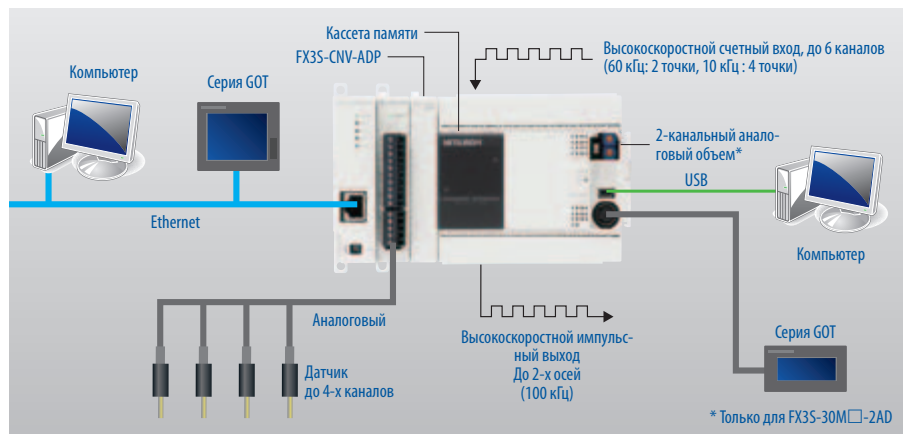 Кассета памяти
FX3S-CNV-ADP
Высокоскоростной счетный вход, до 6 каналов
(60 кГц: 2 точки, 10 кГц : 4 точки)
Компьютер
Серия GOT
2-канальный анало-
говый объем*
USB
MITSUBISHI
Ethernet
Компьютер
Аналоговый
Высокоскоростной импульс-
ный выход
До 2-х осей
(100 кГц)
Датчик
до 4-х каналов
Серия GOT
* Только для FX3S-30M□-2AD